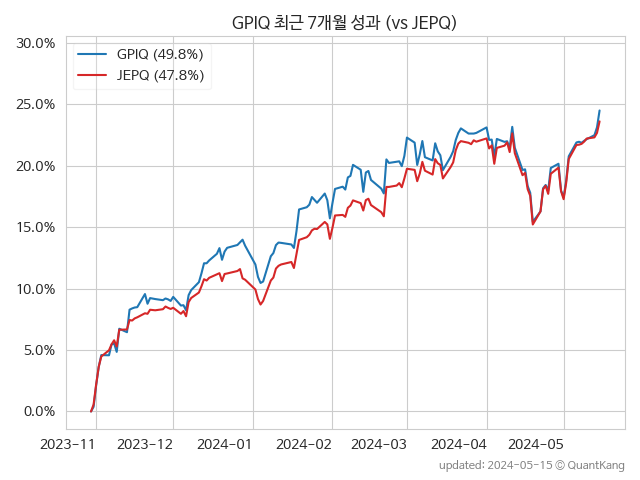 GPIQ 최근 7개월 성과 (vs JEPQ)
30.0%
GPIQ (49.8%)
JEPQ (47.8%)
25.0%
20.0%
15.0%
10.0%
5.0%
0.0%
2023-11 2023-12 2024-01 2024-02 2024-03 2024-04 2024-05
updated: 2024-05-15 © QuantKang